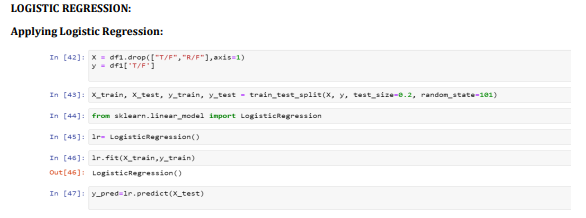 LOGISTIC REGRESSION:
Applying Logistic Regression:
In [42]: X = df1.drop(["T/F","R/F"],axis=1)
y = df1['T/F']
In [43]: X_train, X_test, y_train, y_test = train_test_split(X, y, test_size=0.2, random_state=101)
In [44]: from sklearn.linear_model import LogisticRegression
In [45]: lr= LogisticRegression()
In [46]: lr.fit(X_train,y_train)
Out[46]: LogisticRegression()
In [47]: y_pred=lr.predict(X_test)